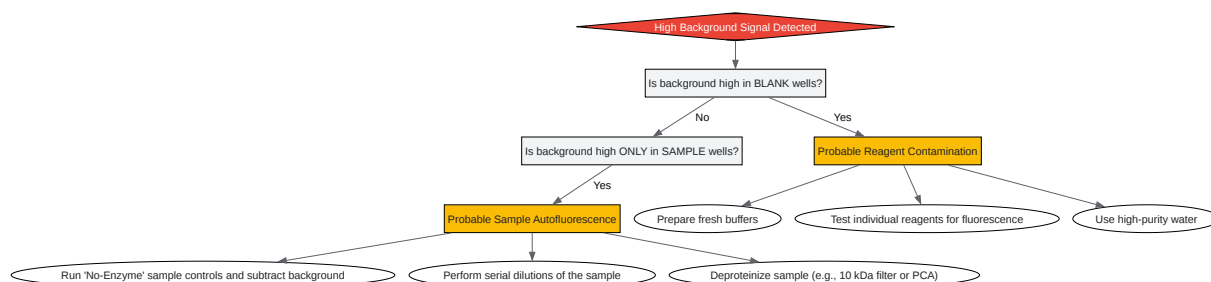 High Background Signal Detected
Is background high in BLANK wells?
No
Yes
Is background high ONLY in SAMPLE wells?
Probable Reagent Contamination
Yes
Probable Sample Autofluorescence
Prepare fresh buffers
Test individual reagents for fluorescence
Use high-purity water
Run 'No-Enzyme' sample controls and subtract background
Perform serial dilutions of the sample
Deproteinize sample (e.g., 10 kDa filter or PCA)